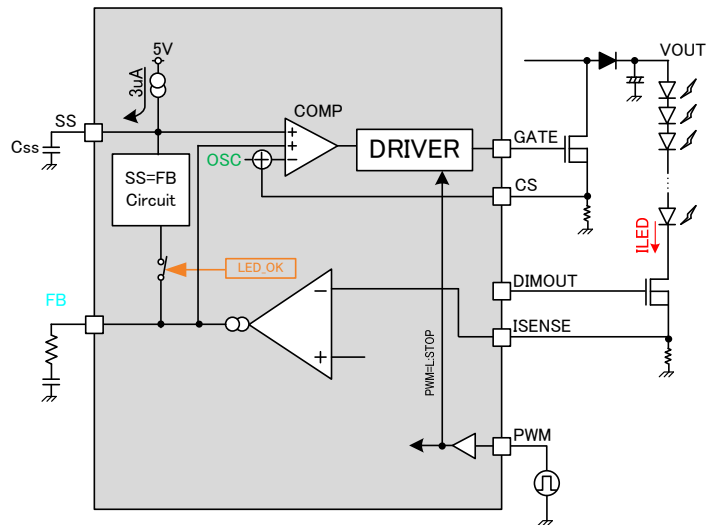 5V
VOUT
3uA
SS
COMP
Css
GATE
DRIVER
OSC
SS=FB
Circuit
CS
ILED
LED_OK
FB
DIMOUT
ISENSE
PWM=L:STOP
PWM